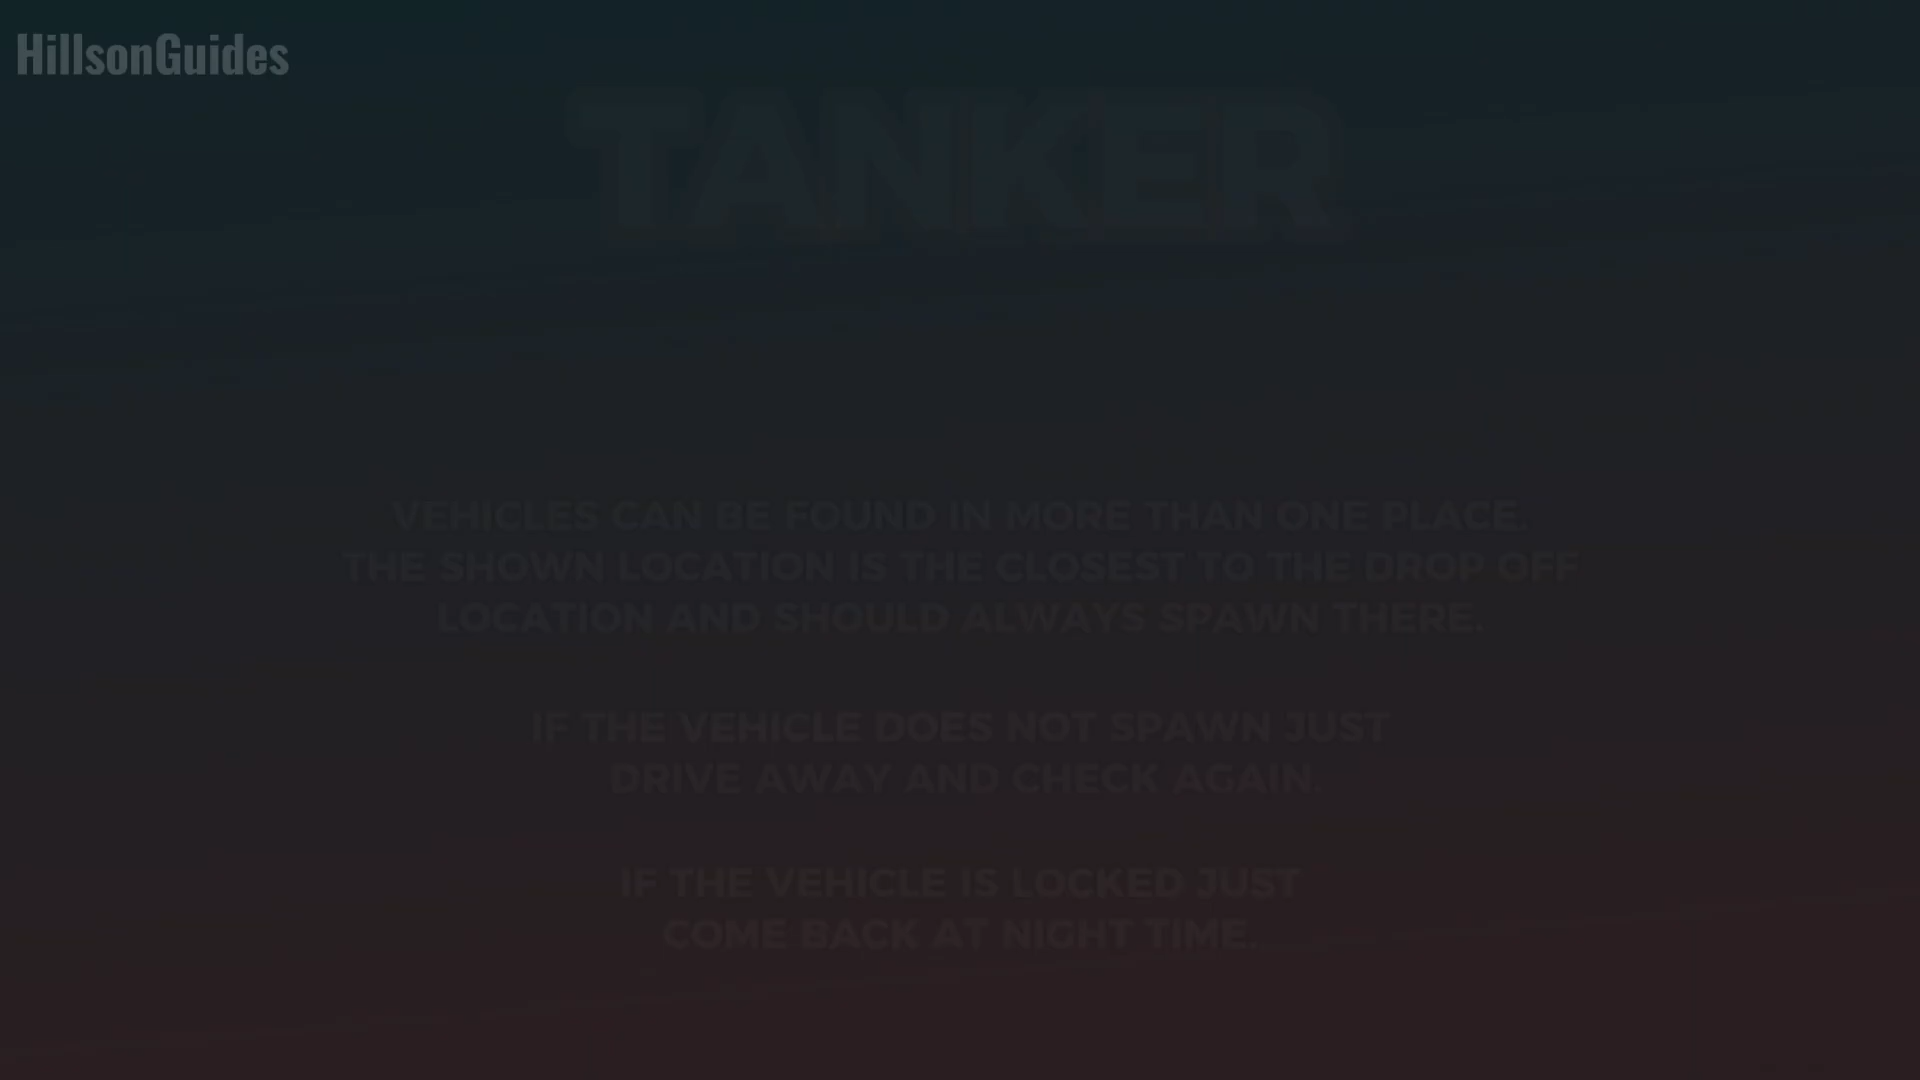 HillsonGuides
TANKER
VEHICLES CAN BE FOUND IN MORE THAN ONE PLACE.
THE SHOWN LOCATION IS THE CLOSEST TO THE DROP OFF
LOCATION AND SHOULD ALWAYS SPAWN THERE.
IF THE VEHICLE DOES NOT SPAWN JUST
DRIVE AWAY AND CHECK AGAIN.
IF THE VEHICLE IS LOCKED JUST
COME BACK AT NIGHT TIME.